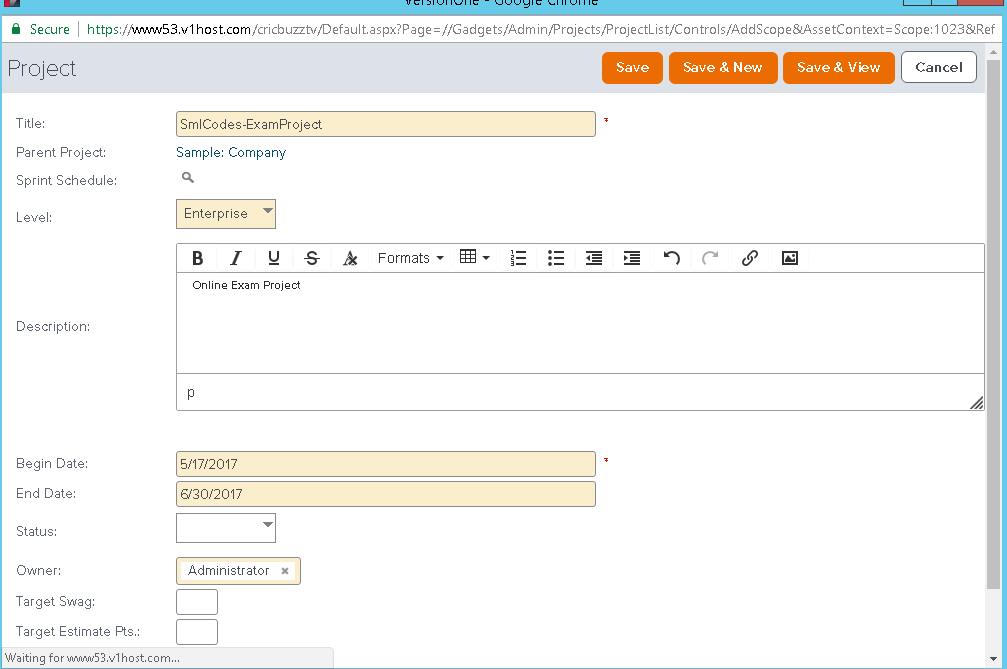 VersionOne - Google Chrome
Secure https://www53.v1host.com/cricbuzztv/Default.aspx?Page=//Gadgets/Admin/Projects/ProjectList/Controls/AddScope&AssetContext=Scope:1023&Ref
Project Save Save & New Save & View Cancel
Title: SmlCodes-ExamProject *
Parent Project: Sample: Company
Sprint Schedule:
Level: Enterprise
B I U S A Formats
Online Exam Project
Description:
p
Begin Date: 5/17/2017 *
End Date: 6/30/2017
Status:
Owner: Administrator ×
Target Swag:
Target Estimate Pts.:
Waiting for www53.v1host.com...